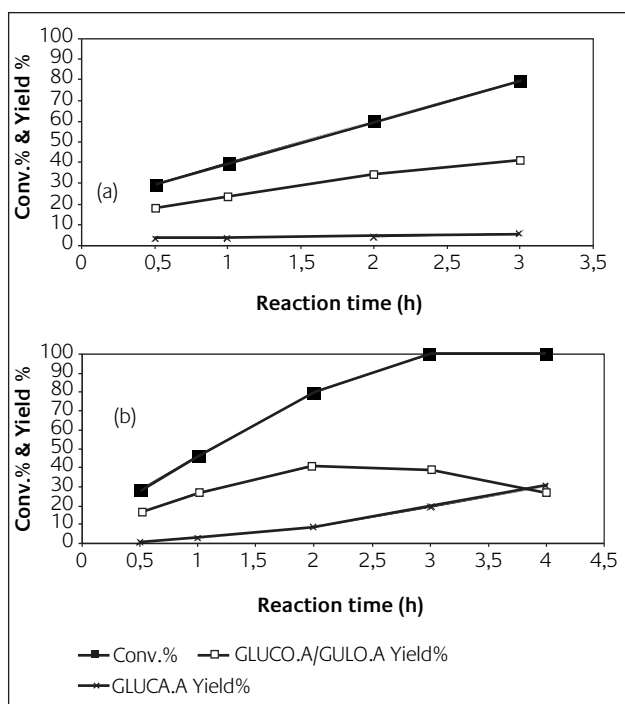 Conv.% & Yield %
100
90
80
70
60
50
40
30
20
10
0
(a)
0 0,5 1 1,5 2 2,5 3 3,5
Reaction time (h)
Conv.% & Yield %
100
90
80
70
60
50
40
30
20
10
0
(b)
0 0,5 1 1,5 2 2,5 3 3,5 4 4,5
Reaction time (h)
Conv.% GLUCO.A/GULO.A Yield%
GLUCA.A Yield%